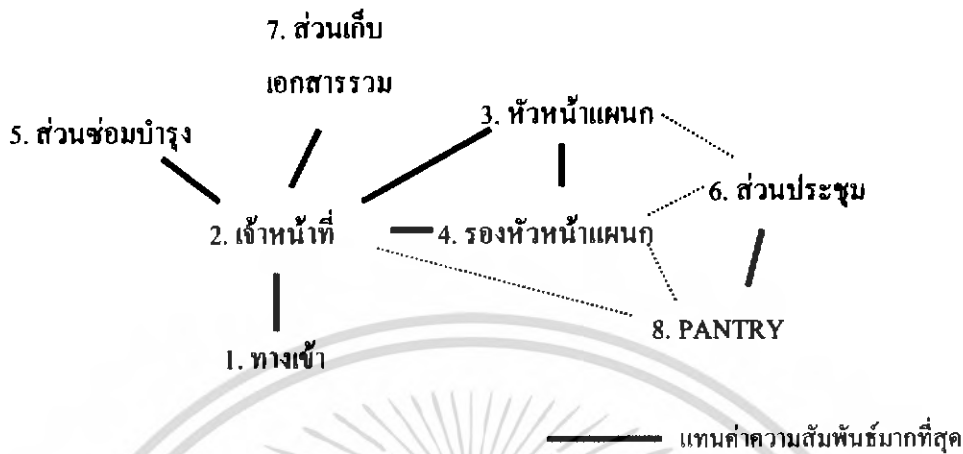 7. ส่วนเก็บ
เอกสารรวม
3. หัวหน้าแผนก
5. ส่วนซ่อมบำรุง
6. ส่วนประชุม
2. เจ้าหน้าที่
4. รองหัวหน้าแผนก
8. PANTRY
1. ทางเข้า
แทนค่าความสัมพันธ์มากที่สุด